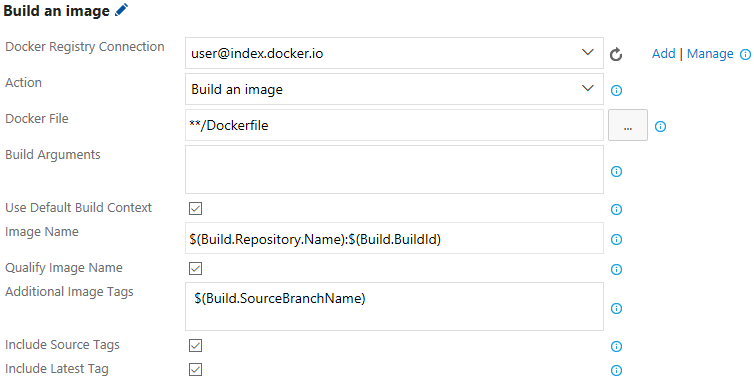 Build an image
Docker Registry Connection
user@index.docker.io
Add | Manage
Action
Build an image
Docker File
**/Dockerfile
...
Build Arguments
Use Default Build Context
Image Name
$(Build.Repository.Name):$(Build.BuildId)
Qualify Image Name
Additional Image Tags
$(Build.SourceBranchName)
Include Source Tags
Include Latest Tag